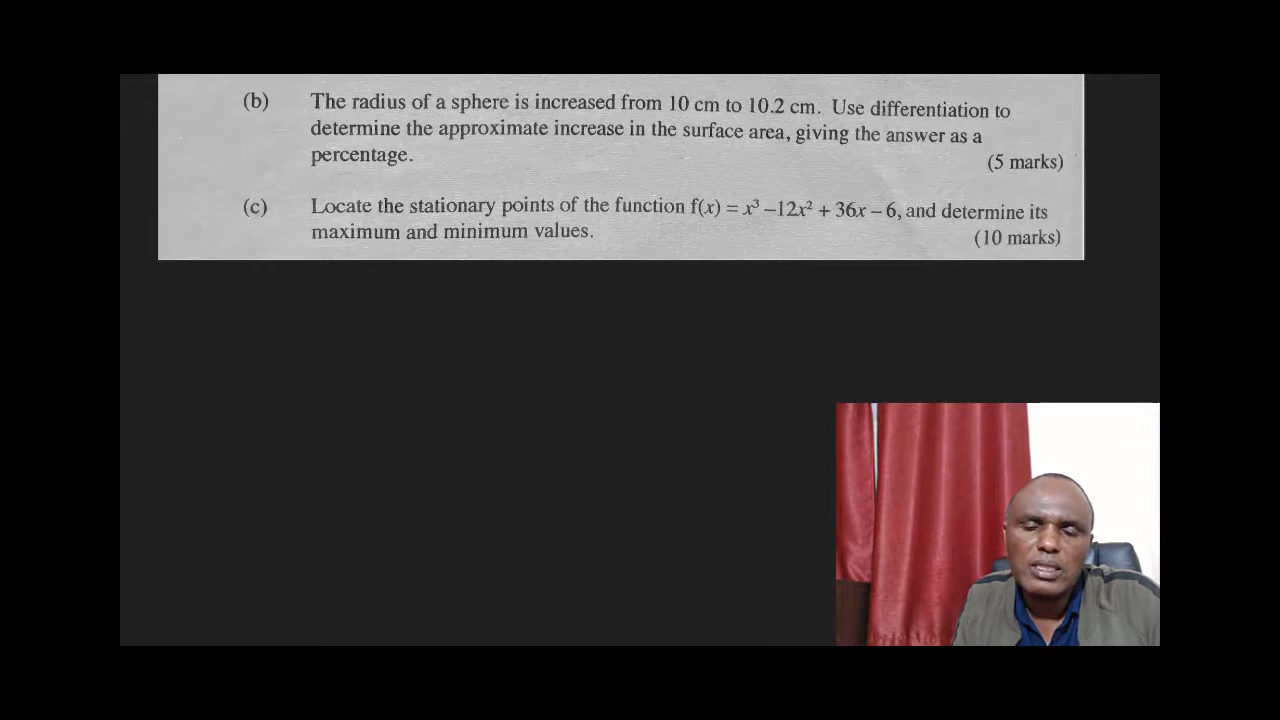 (b) The radius of a sphere is increased from 10 cm to 10.2 cm. Use differentiation to
determine the approximate increase in the surface area, giving the answer as a
percentage.
(5 marks)
(c) Locate the stationary points of the function f(x) = x³ –12x² + 36x – 6, and determine its
maximum and minimum values.
(10 marks)